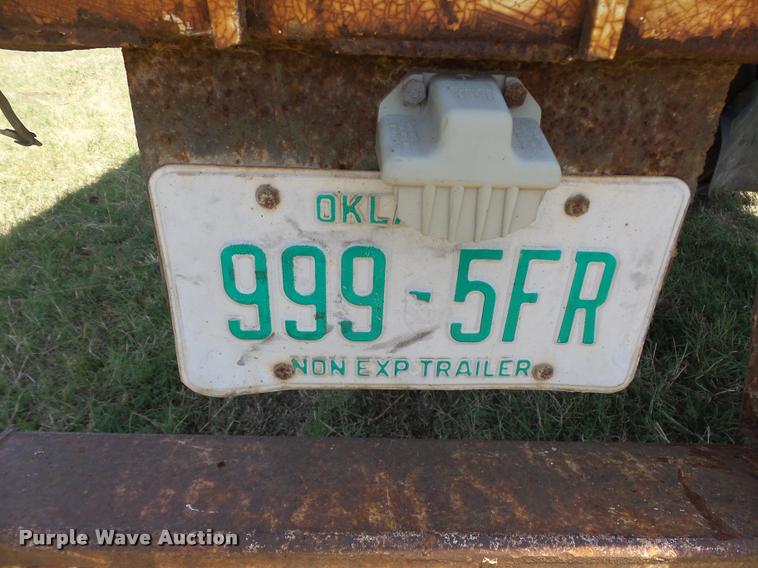 OKL
999-5FR
NON EXP TRAILER
Purple Wave Auction